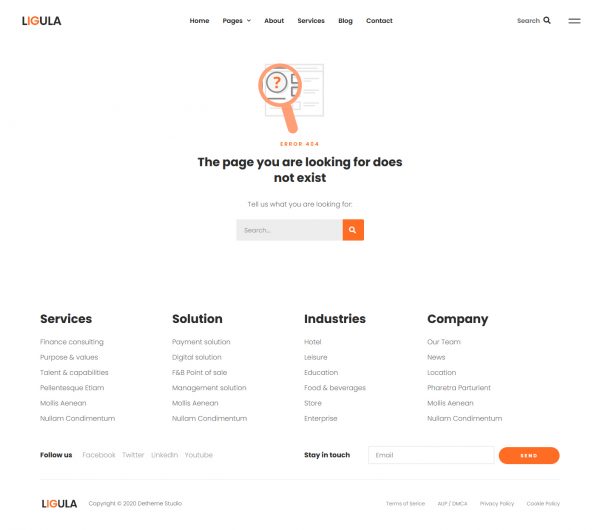 LIGULA
Home Pages About Services Blog Contact Search
?
ERROR 404
The page you are looking for does
not exist
Tell us what you are looking for:
Search...
Services Solution Industries Company
Finance consulting Payment solution Hotel Our Team
Purpose & values Digital solution Leisure News
Talent & capabilities F&B Point of sale Education Location
Pellentesque Etiam Management solution Food & beverages Pharetra Parturient
Mollis Aenean Mollis Aenean Store Mollis Aenean
Nullam Condimentum Nullam Condimentum Enterprise Nullam Condimentum
Follow us Facebook Twitter LinkedIn Youtube Stay in touch Email SEND
LIGULA Copyright © 2020 Detheme Studio Terms of Serice AUP / DMCA Privacy Policy Cookie Policy